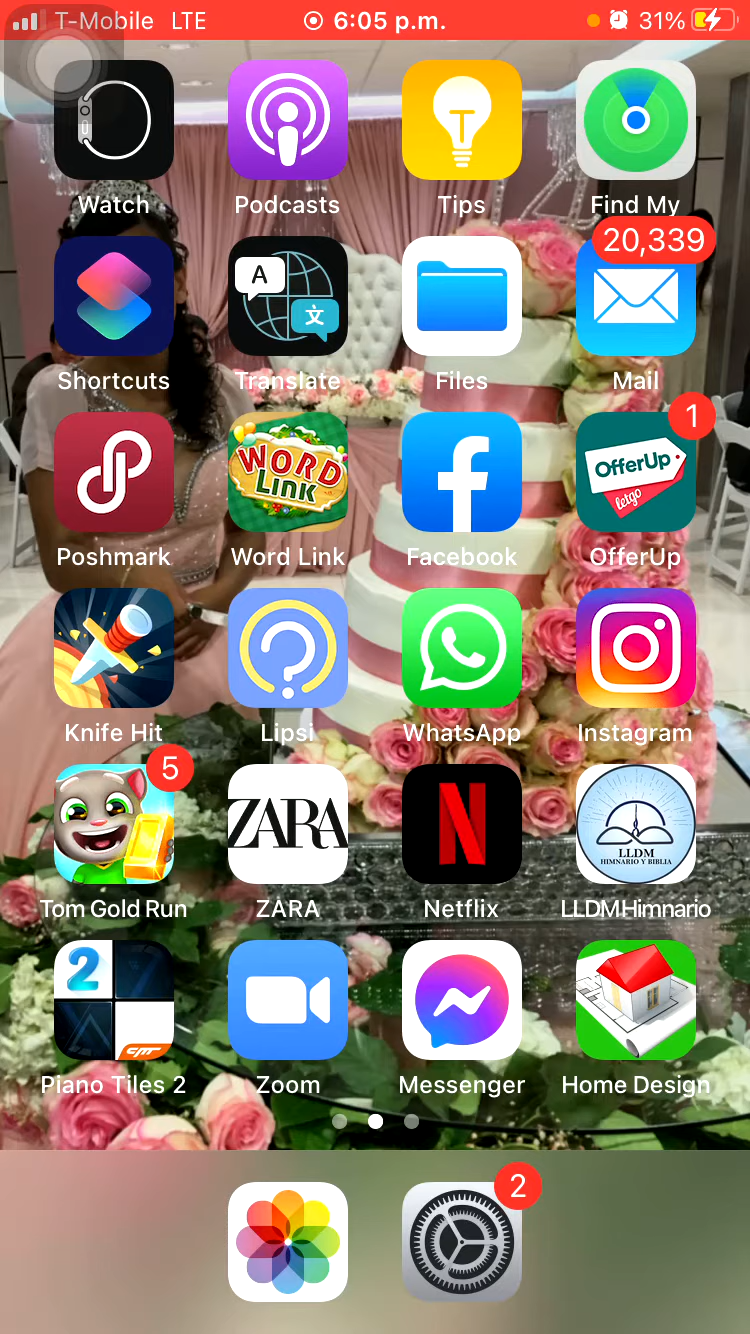 T-Mobile LTE 6:05 p.m. 31%
Watch Podcasts Tips Find My
20,339
A 文
Shortcuts Translate Files Mail
1
WORD LINK
OfferUp
letgo
Poshmark Word Link Facebook OfferUp
Knife Hit Lipsi WhatsApp Instagram
5
ZARA
N
LLDM
HIMNARIO Y BIBLIA
Tom Gold Run ZARA Netflix LLDMHimnario
2
Piano Tiles 2 Zoom Messenger Home Design
2